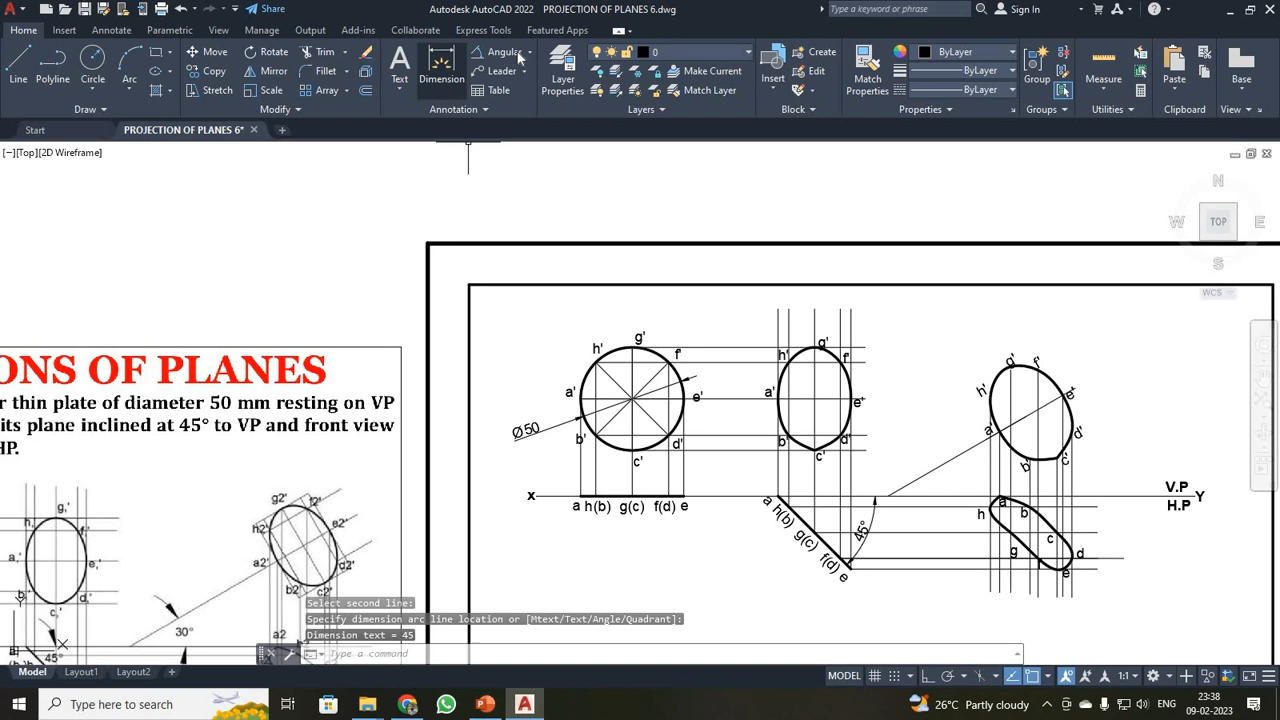 Share Autodesk AutoCAD 2022 PROJECTION OF PLANES 6.dwg Type a keyword or phrase Sign In
Home Insert Annotate Parametric View Manage Output Add-ins Collaborate Express Tools Featured Apps
Line Polyline Circle Arc Move Rotate Trim Text Dimension Angular Layer Properties 0 Insert Create Match Properties ByLayer Group Measure Paste Base
Copy Mirror Fillet Leader Make Current Edit ByLayer
Stretch Scale Array Table Match Layer ByLayer
Draw Modify Annotation Layers Block Properties Groups Utilities Clipboard View
Start PROJECTION OF PLANES 6*
[−][Top][2D Wireframe]
N
W TOP E
S
WCS
ONS OF PLANES
r thin plate of diameter 50 mm resting on VP
its plane inclined at 45° to VP and front view
HP.
g' h' f' a' e' b' d' c' Ø50
g' h' f' a' e' b' d' c'
g' f' h' e' a' d' b' c'
x a h(b) g(c) f(d) e
a h(b) g(c) f(d) e 45°
a b h c g d f e
V.P
Y
H.P
g,' h, f,' a,' e,' b, d,' c,' 45°
g2' f2' h2' e2' a2' d2' b2' c2' 30° a2
Select second line:
Specify dimension arc line location or [Mtext/Text/Angle/Quadrant]:
Dimension text = 45
Type a command
Model Layout1 Layout2 MODEL 1:1
Type here to search 26°C Partly cloudy ENG 23:38
09-02-2023